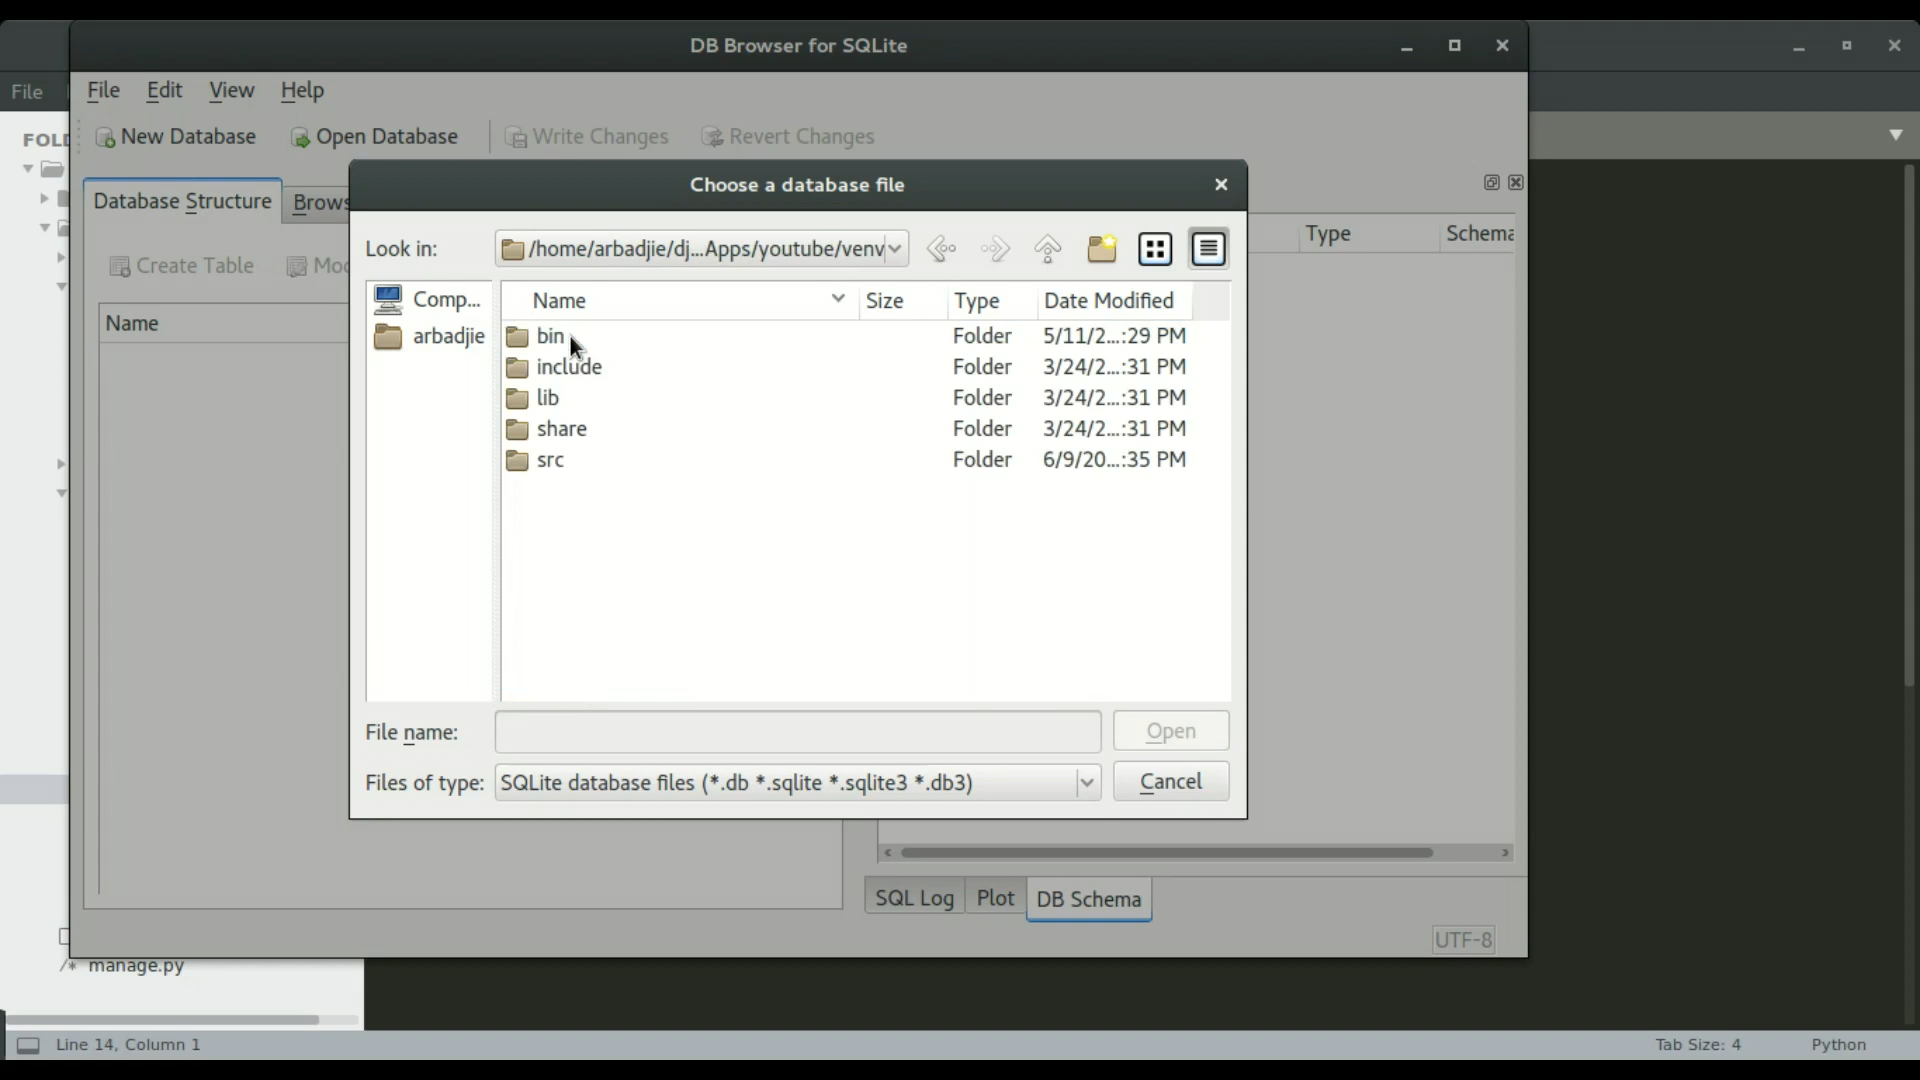 DB Browser for SQLite
File
File Edit View Help
FOLD
New Database Open Database Write Changes Revert Changes
Choose a database file
Database Structure Brows
Look in: /home/arbadjie/dj...Apps/youtube/venv
Type Schema
Create Table Mod
Comp... Name Size Type Date Modified
Name
arbadjie bin Folder 5/11/2...:29 PM
include Folder 3/24/2...:31 PM
lib Folder 3/24/2...:31 PM
share Folder 3/24/2...:31 PM
src Folder 6/9/20...:35 PM
File name: Open
Files of type: SQLite database files (*.db *.sqlite *.sqlite3 *.db3) Cancel
SQL Log Plot DB Schema
UTF-8
/* manage.py
Line 14, Column 1 Tab Size: 4 Python